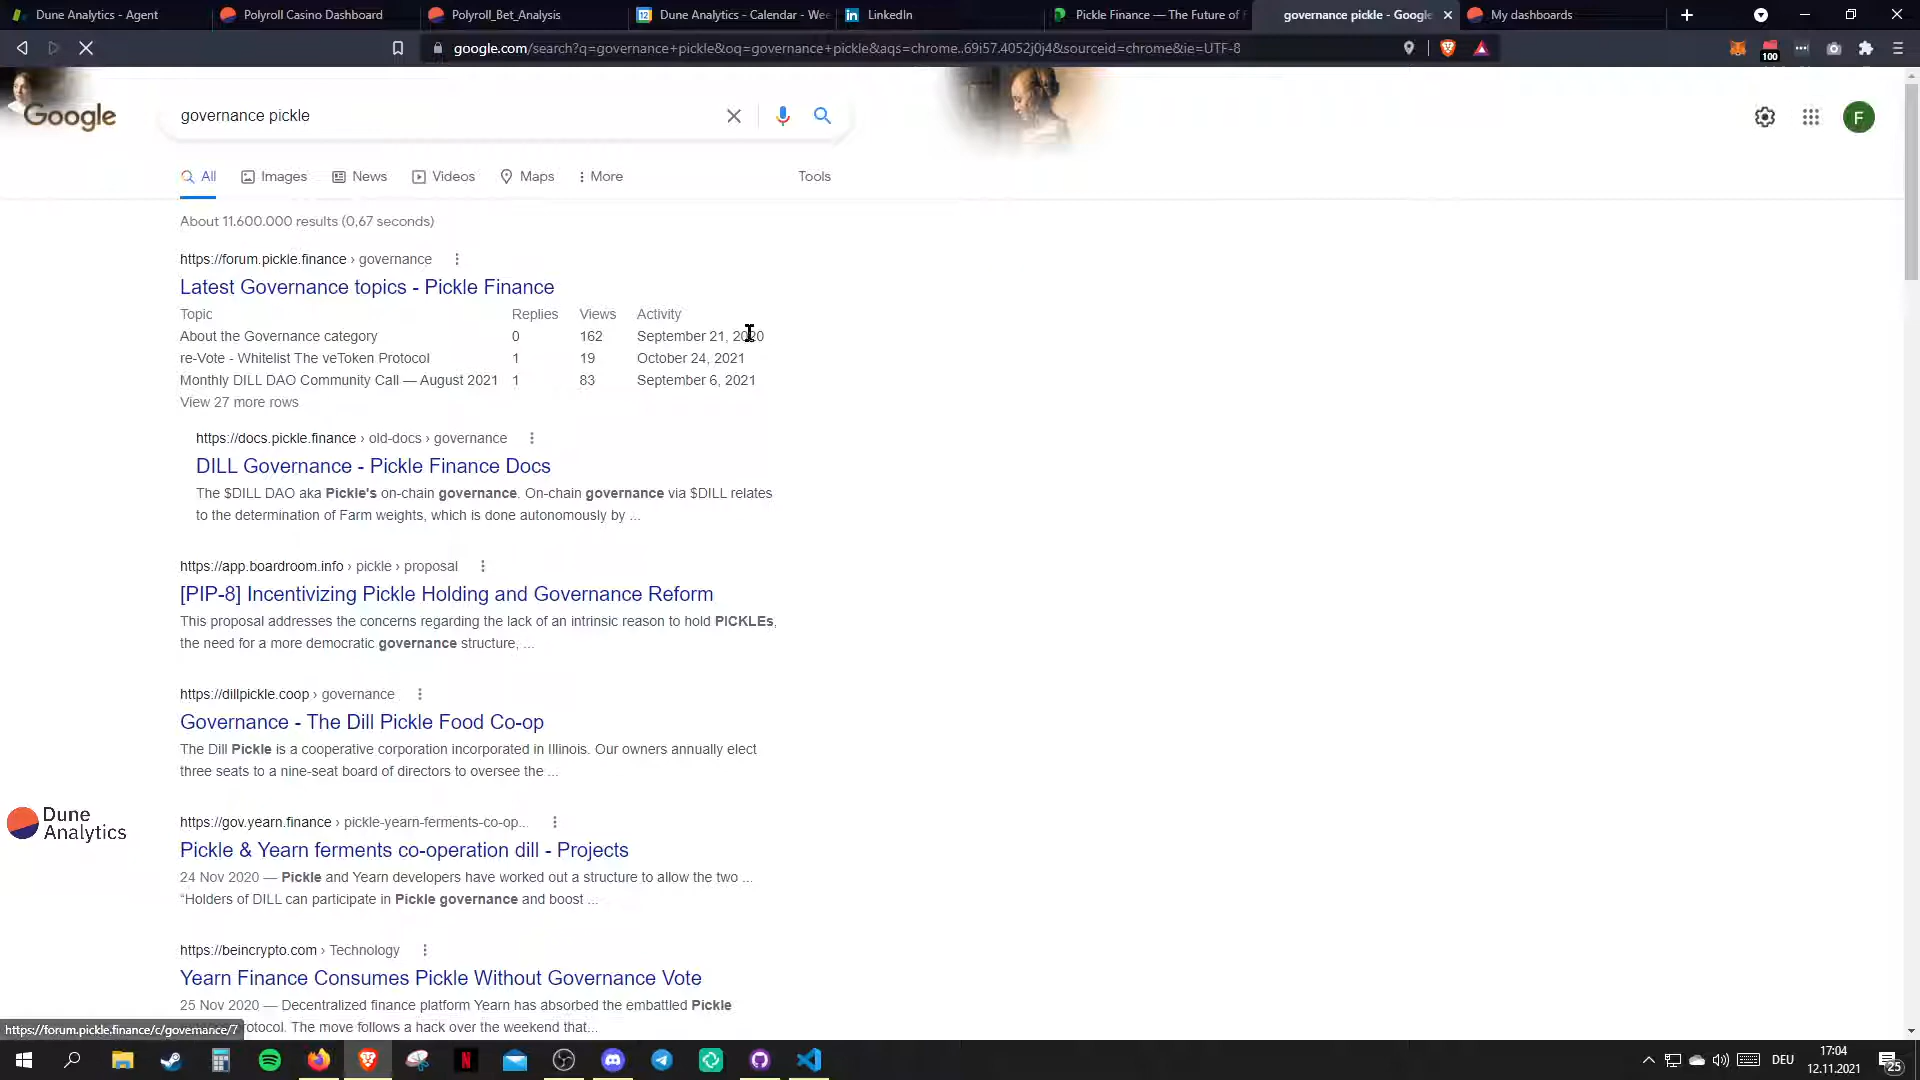 Dune Analytics - Agent
Polyroll Casino Dashboard
Polyroll_Bet_Analysis
Dune Analytics - Calendar - Wee
LinkedIn
Pickle Finance — The Future of F
governance pickle - Google
My dashboards
google.com/search?q=governance+pickle&oq=governance+pickle&aqs=chrome..69i57.4052j0j4&sourceid=chrome&ie=UTF-8
100
Google
governance pickle
F
All
Images
News
Videos
Maps
More
Tools
About 11.600.000 results (0,67 seconds)
https://forum.pickle.finance › governance
Latest Governance topics - Pickle Finance
Topic Replies Views Activity
About the Governance category 0 162 September 21, 2020
re-Vote - Whitelist The veToken Protocol 1 19 October 24, 2021
Monthly DILL DAO Community Call — August 2021 1 83 September 6, 2021
View 27 more rows
https://docs.pickle.finance › old-docs › governance
DILL Governance - Pickle Finance Docs
The $DILL DAO aka Pickle's on-chain governance. On-chain governance via $DILL relates
to the determination of Farm weights, which is done autonomously by ...
https://app.boardroom.info › pickle › proposal
[PIP-8] Incentivizing Pickle Holding and Governance Reform
This proposal addresses the concerns regarding the lack of an intrinsic reason to hold PICKLEs,
the need for a more democratic governance structure, ...
https://dillpickle.coop › governance
Governance - The Dill Pickle Food Co-op
The Dill Pickle is a cooperative corporation incorporated in Illinois. Our owners annually elect
three seats to a nine-seat board of directors to oversee the ...
Dune
Analytics
https://gov.yearn.finance › pickle-yearn-ferments-co-op...
Pickle & Yearn ferments co-operation dill - Projects
24 Nov 2020 — Pickle and Yearn developers have worked out a structure to allow the two ...
“Holders of DILL can participate in Pickle governance and boost ...
https://beincrypto.com › Technology
Yearn Finance Consumes Pickle Without Governance Vote
25 Nov 2020 — Decentralized finance platform Yearn has absorbed the embattled Pickle
otocol. The move follows a hack over the weekend that...
https://forum.pickle.finance/c/governance/7
DEU
17:04
12.11.2021
25